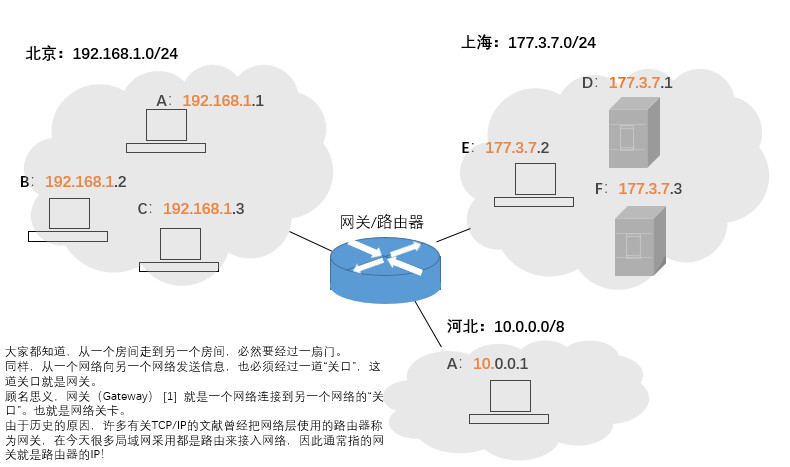 北京：192.168.1.0/24
上海：177.3.7.0/24
A：192.168.1.1
D：177.3.7.1
E：177.3.7.2
B：192.168.1.2
C：192.168.1.3
F：177.3.7.3
网关/路由器
河北：10.0.0.0/8
A：10.0.0.1
大家都知道，从一个房间走到另一个房间，必然要经过一扇门。
同样，从一个网络向另一个网络发送信息，也必须经过一道“关口”，这
道关口就是网关。
顾名思义，网关（Gateway） [1] 就是一个网络连接到另一个网络的“关
口”。也就是网络关卡。
由于历史的原因，许多有关TCP/IP的文献曾经把网络层使用的路由器称
为网关，在今天很多局域网采用都是路由来接入网络，因此通常指的网
关就是路由器的IP!